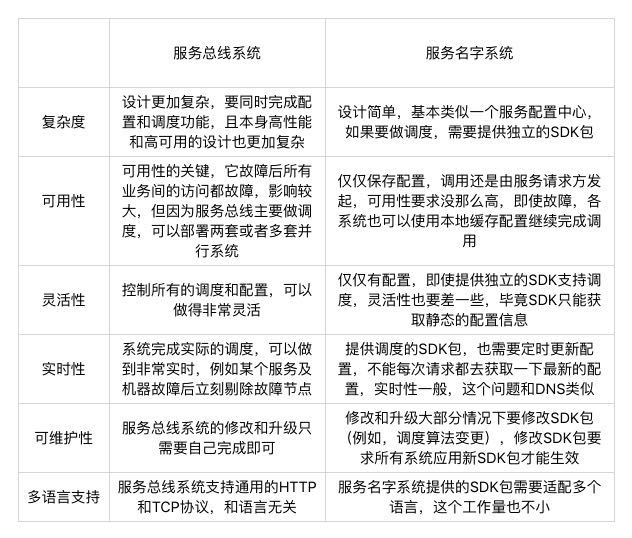 服务总线系统
服务名字系统
复杂度
设计更加复杂，要同时完成配
置和调度功能，且本身高性能
和高可用的设计也更加复杂
设计简单，基本类似一个服务配置中心，
如果要做调度，需要提供独立的SDK包
可用性
可用性的关键，它故障后所有
业务间的访问都故障，影响较
大，但因为服务总线主要做调
度，可以部署两套或者多套并
行系统
仅仅保存配置，调用还是由服务请求方发
起，可用性要求没那么高，即使故障，各
系统也可以使用本地缓存配置继续完成调
用
灵活性
控制所有的调度和配置，可以
做得非常灵活
仅仅有配置，即使提供独立的SDK支持调
度，灵活性也要差一些，毕竟SDK只能获
取静态的配置信息
实时性
系统完成实际的调度，可以做
到非常实时，例如某个服务及
机器故障后立刻剔除故障节点
提供调度的SDK包，也需要定时更新配
置，不能每次请求都去获取一下最新的配
置，实时性一般，这个问题和DNS类似
可维护性
服务总线系统的修改和升级只
需要自己完成即可
修改和升级大部分情况下要修改SDK包
（例如，调度算法变更），修改SDK包要
求所有系统应用新SDK包才能生效
多语言支持
服务总线系统支持通用的HTTP
和TCP协议，和语言无关
服务名字系统提供的SDK包需要适配多个
语言，这个工作量也不小